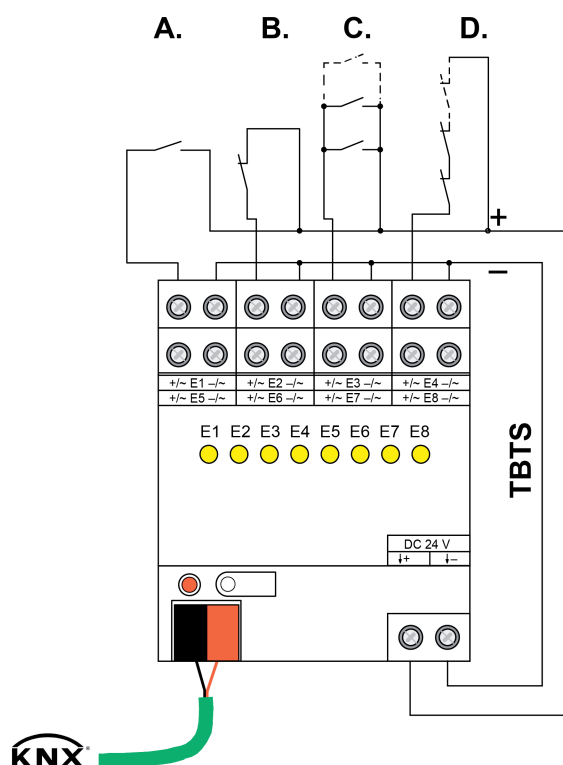 A. B. C. D.
+
–
+/~ E1 –/~ +/~ E2 –/~ +/~ E3 –/~ +/~ E4 –/~
+/~ E5 –/~ +/~ E6 –/~ +/~ E7 –/~ +/~ E8 –/~
E1 E2 E3 E4 E5 E6 E7 E8
TBTS
DC 24 V
↓+ ↓–
KNX®